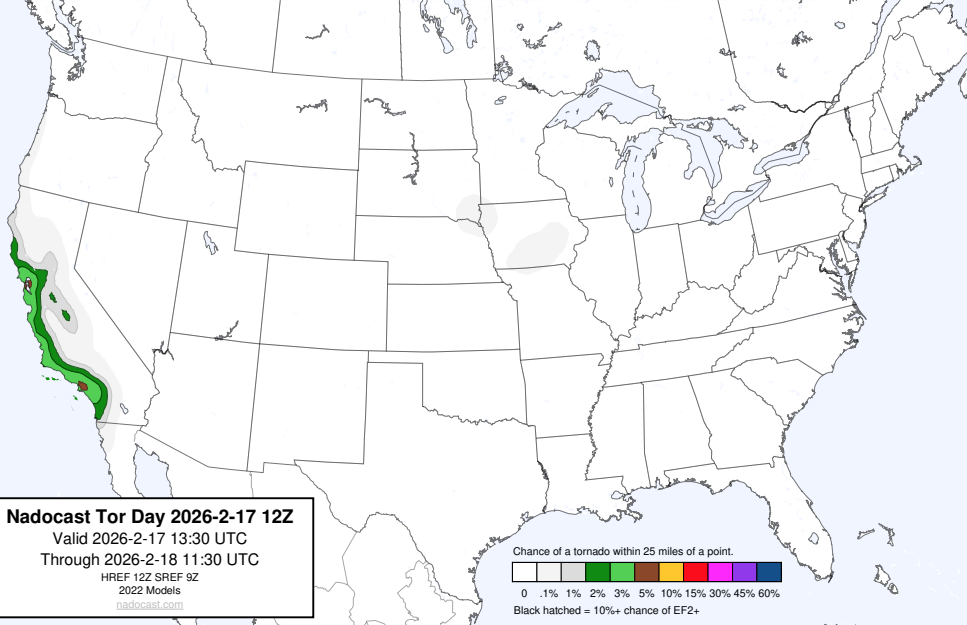 Nadocast Tor Day 2026-2-17 12Z
Valid 2026-2-17 13:30 UTC
Through 2026-2-18 11:30 UTC
HREF 12Z SREF 9Z
2022 Models
nadocast.com
Chance of a tornado within 25 miles of a point.
0 .1% 1% 2% 3% 5% 10% 15% 30% 45% 60%
Black hatched = 10%+ chance of EF2+